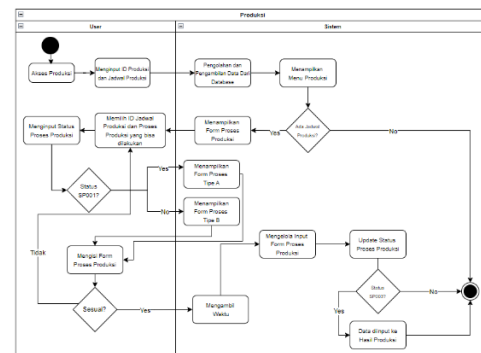 Produksi
User
Sistem
Akses Produksi
Menginput ID Produksi
dan Jadwal Produksi
Pengolahan dan
Pengambilan Data Dari
Database
Menampilkan
Menu Produksi
Menginput Status
Proses Produksi
Memilih ID Jadwal
Produksi dan Proses
Produksi yang bisa
dilakukan
Menampilkan
Form Proses
Produksi
Yes
Ada Jadwal
Produksi?
No
Status
SP001?
Yes
Menampilkan
Form Proses
Tipe A
No
Menampilkan
Form Proses
Tipe B
Tidak
Mengisi Form
Proses Produksi
Mengelola Input
Form Proses
Produksi
Update Status
Proses Produksi
Sesuai?
Yes
Mengambil
Waktu
Status
No
Yes
Data diinput ke
Hasil Produksi